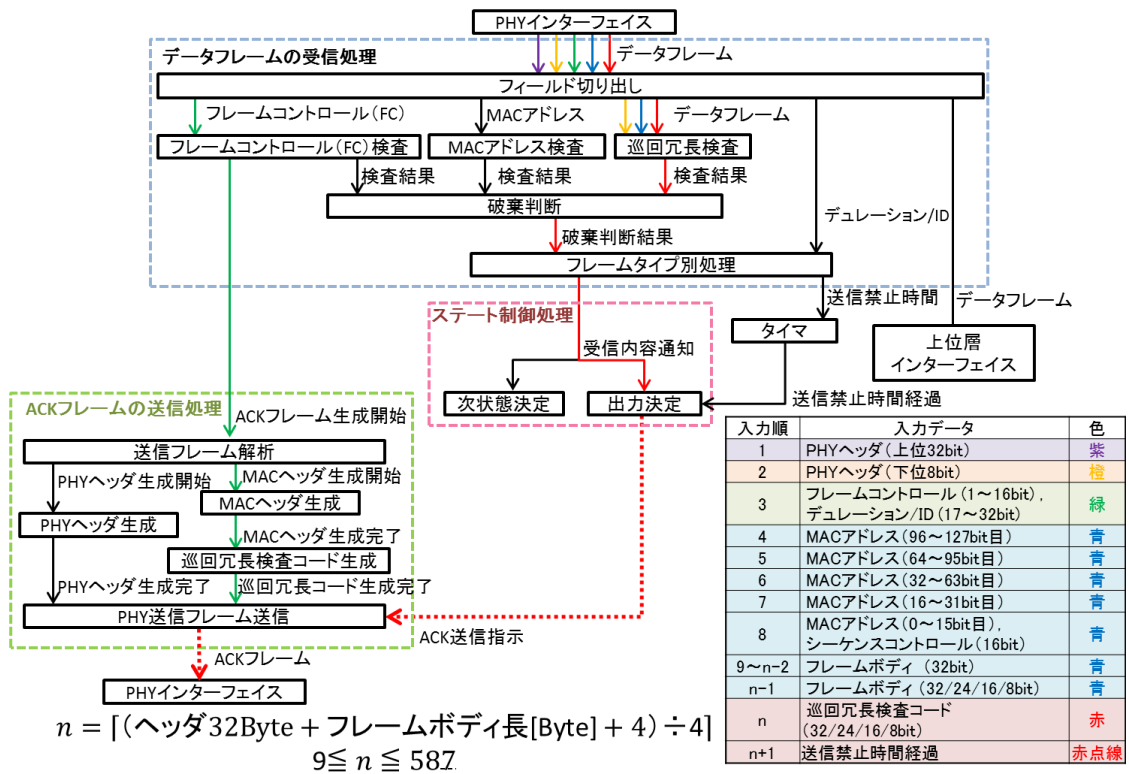 PHYインターフェイス
データフレームの受信処理
データフレーム
フィールド切り出し
フレームコントロール(FC)
MACアドレス
データフレーム
フレームコントロール(FC)検査
MACアドレス検査
巡回冗長検査
検査結果
検査結果
検査結果
破棄判断
デュレーション/ID
破棄判断結果
フレームタイプ別処理
送信禁止時間
データフレーム
ステート制御処理
タイマ
上位層
インターフェイス
受信内容通知
次状態決定
出力決定
送信禁止時間経過
ACKフレームの送信処理
ACKフレーム生成開始
送信フレーム解析
PHYヘッダ生成開始
MACヘッダ生成開始
MACヘッダ生成
PHYヘッダ生成
MACヘッダ生成完了
巡回冗長検査コード生成
PHYヘッダ生成完了
巡回冗長コード生成完了
PHY送信フレーム送信
ACK送信指示
ACKフレーム
PHYインターフェイス
n = ⌈(ヘッダ32Byte + フレームボディ長[Byte] + 4) ÷ 4⌉
9≦ n ≦ 587.
入力順 入力データ 色
1 PHYヘッダ(上位32bit) 紫
2 PHYヘッダ(下位8bit) 橙
3 フレームコントロール(1～16bit),
デュレーション/ID(17～32bit) 緑
4 MACアドレス(96～127bit目) 青
5 MACアドレス(64～95bit目) 青
6 MACアドレス(32～63bit目) 青
7 MACアドレス(16～31bit目) 青
8 MACアドレス(0～15bit目),
シーケンスコントロール(16bit) 青
9～n-2 フレームボディ (32bit) 青
n-1 フレームボディ(32/24/16/8bit) 青
n 巡回冗長検査コード
(32/24/16/8bit) 赤
n+1 送信禁止時間経過 赤点線